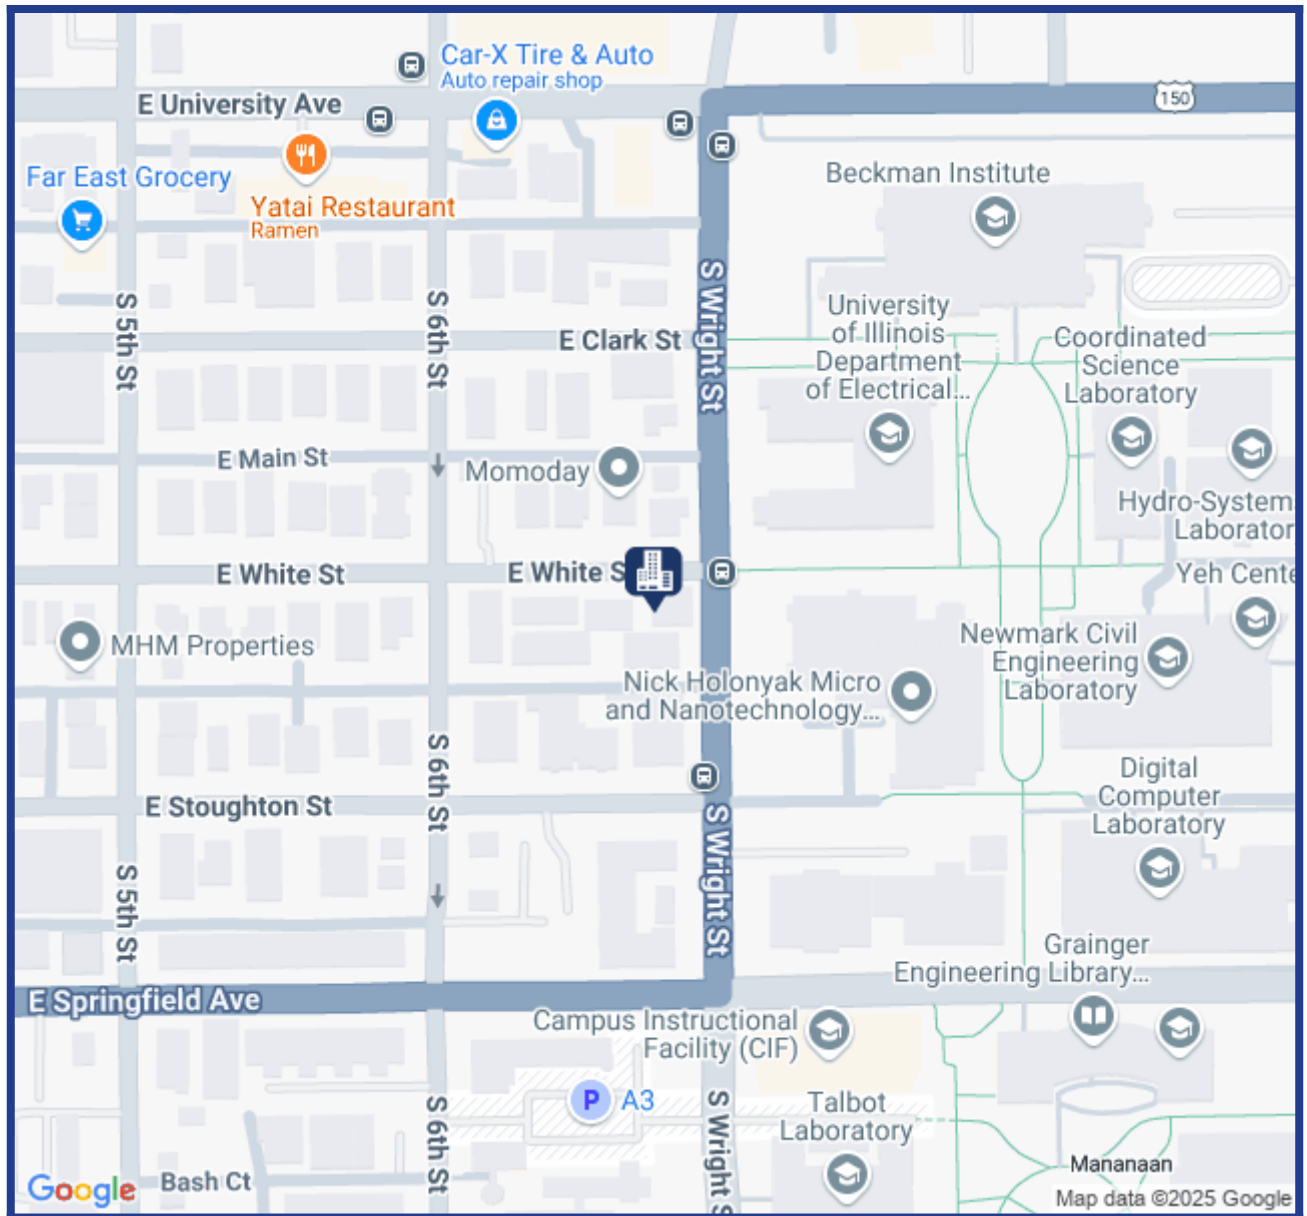 Car-X Tire & Auto
Auto repair shop
E University Ave
150
Far East Grocery
Yatai Restaurant
Ramen
Beckman Institute
S 5th St
S 6th St
S Wright St
University
of Illinois
Department
of Electrical...
Coordinated
Science
Laboratory
E Clark St
E Main St
Momoday
Hydro-System
Laborator
E White St
E White S
Yeh Cente
MHM Properties
Newmark Civil
Engineering
Laboratory
Nick Holonyak Micro
and Nanotechnology...
S 6th St
Digital
Computer
Laboratory
E Stoughton St
S Wright St
S 5th St
Grainger
Engineering Library...
E Springfield Ave
Campus Instructional
Facility (CIF)
P A3
S 6th St
S Wright S
Talbot
Laboratory
Mananaan
Bash Ct
Google
Map data ©2025 Google